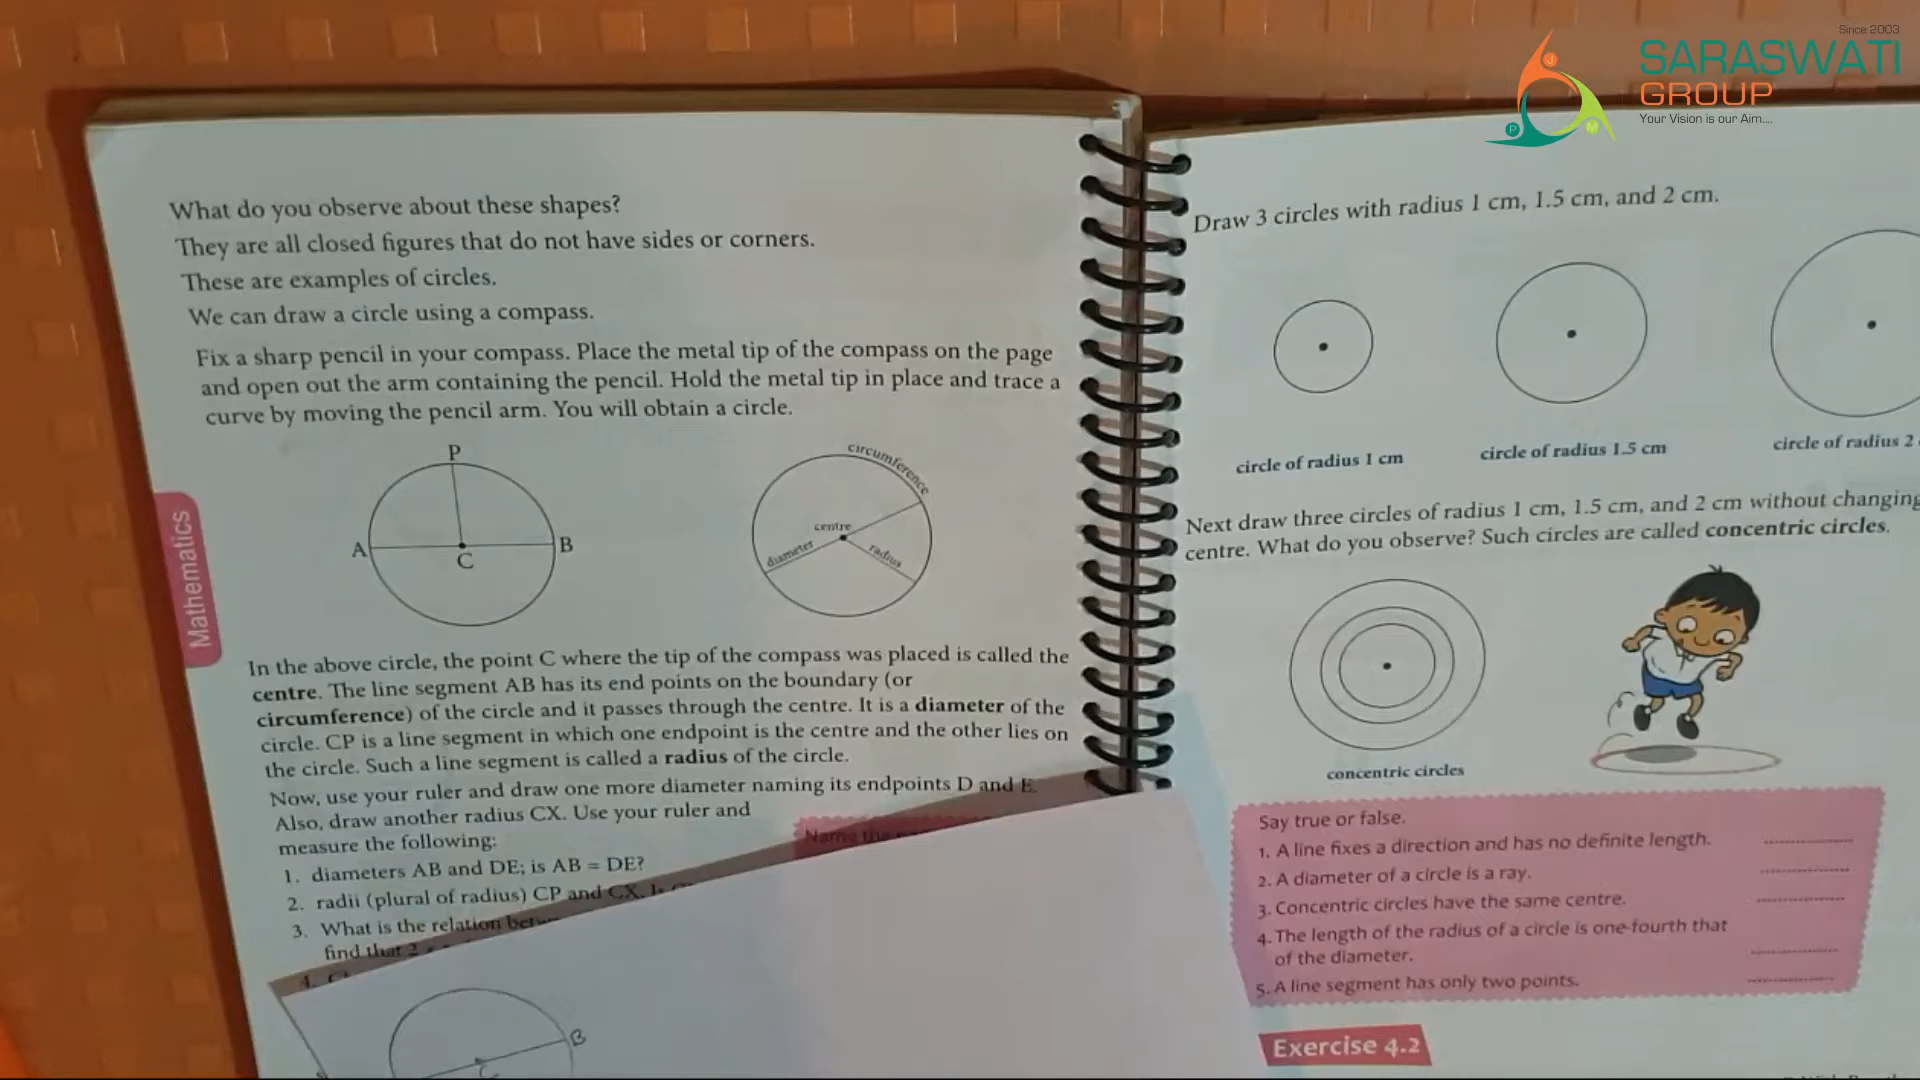 Since 2003
SARASWATI
GROUP
Your Vision is our Aim....
J
P
M
What do you observe about these shapes?
They are all closed figures that do not have sides or corners.
These are examples of circles.
We can draw a circle using a compass.
Fix a sharp pencil in your compass. Place the metal tip of the compass on the page
and open out the arm containing the pencil. Hold the metal tip in place and trace a
curve by moving the pencil arm. You will obtain a circle.
P
A
C
B
circumference
centre
diameter
radius
Mathematics
In the above circle, the point C where the tip of the compass was placed is called the
centre. The line segment AB has its end points on the boundary (or
circumference) of the circle and it passes through the centre. It is a diameter of the
circle. CP is a line segment in which one endpoint is the centre and the other lies on
the circle. Such a line segment is called a radius of the circle.
Now, use your ruler and draw one more diameter naming its endpoints D and E.
Also, draw another radius CX. Use your ruler and
measure the following:
Name the
1. diameters AB and DE; is AB = DE?
2. radii (plural of radius) CP and CX.
3. What is the relation
find that 2
4.
B
C
Draw 3 circles with radius 1 cm, 1.5 cm, and 2 cm.
circle of radius 1 cm
circle of radius 1.5 cm
circle of radius 2
Next draw three circles of radius 1 cm, 1.5 cm, and 2 cm without changing
centre. What do you observe? Such circles are called concentric circles.
concentric circles
Say true or false.
1. A line fixes a direction and has no definite length. ..................
2. A diameter of a circle is a ray. ..................
3. Concentric circles have the same centre. ..................
4. The length of the radius of a circle is one-fourth that
of the diameter. ..................
5. A line segment has only two points. ..................
Exercise 4.2